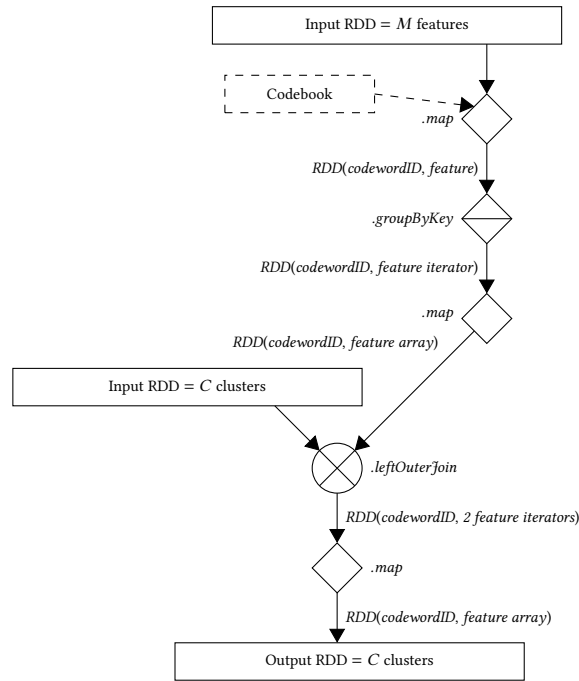 Input RDD = M features
Codebook
.map
RDD(codewordID, feature)
.groupByKey
RDD(codewordID, feature iterator)
.map
RDD(codewordID, feature array)
Input RDD = C clusters
.leftOuterJoin
RDD(codewordID, 2 feature iterators)
.map
RDD(codewordID, feature array)
Output RDD = C clusters